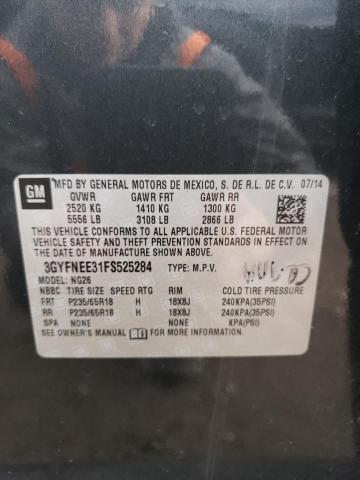 GM
MFD BY GENERAL MOTORS DE MEXICO, S. DE R.L. DE C.V. 07/14
GVWR GAWR FRT GAWR RR
2520 KG 1410 KG 1300 KG
5556 LB 3108 LB 2866 LB
THIS VEHICLE CONFORMS TO ALL APPLICABLE U.S. FEDERAL
VEHICLE SAFETY AND THEFT PREVENTION STANDARDS IN EFFECT ON
THE DATE OF MANUFACTURE SHOWN ABOVE.
3GYFNEE31FS525284 TYPE: M.P.V.
MODEL: NG26
NBBC TIRE SIZE SPEED RTG RIM COLD TIRE PRESSURE
FRT P235/65R18 H 18X8J 240KPA(35PSI)
RR P235/65R18 H 18X8J 240KPA(35PSI)
SPA NONE KPA(PSI)
SEE OWNER'S MANUAL FOR MORE INFORMATION.